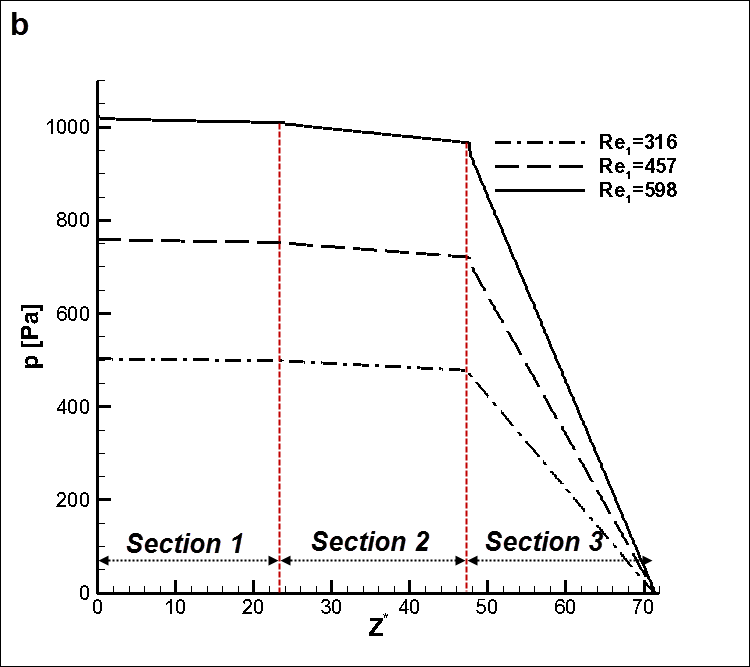 b
1000
800
600
400
200
0
p [Pa]
Re₁=316
Re₁=457
Re₁=598
Section 1
Section 2
Section 3
0 10 20 30 40 50 60 70
Z*